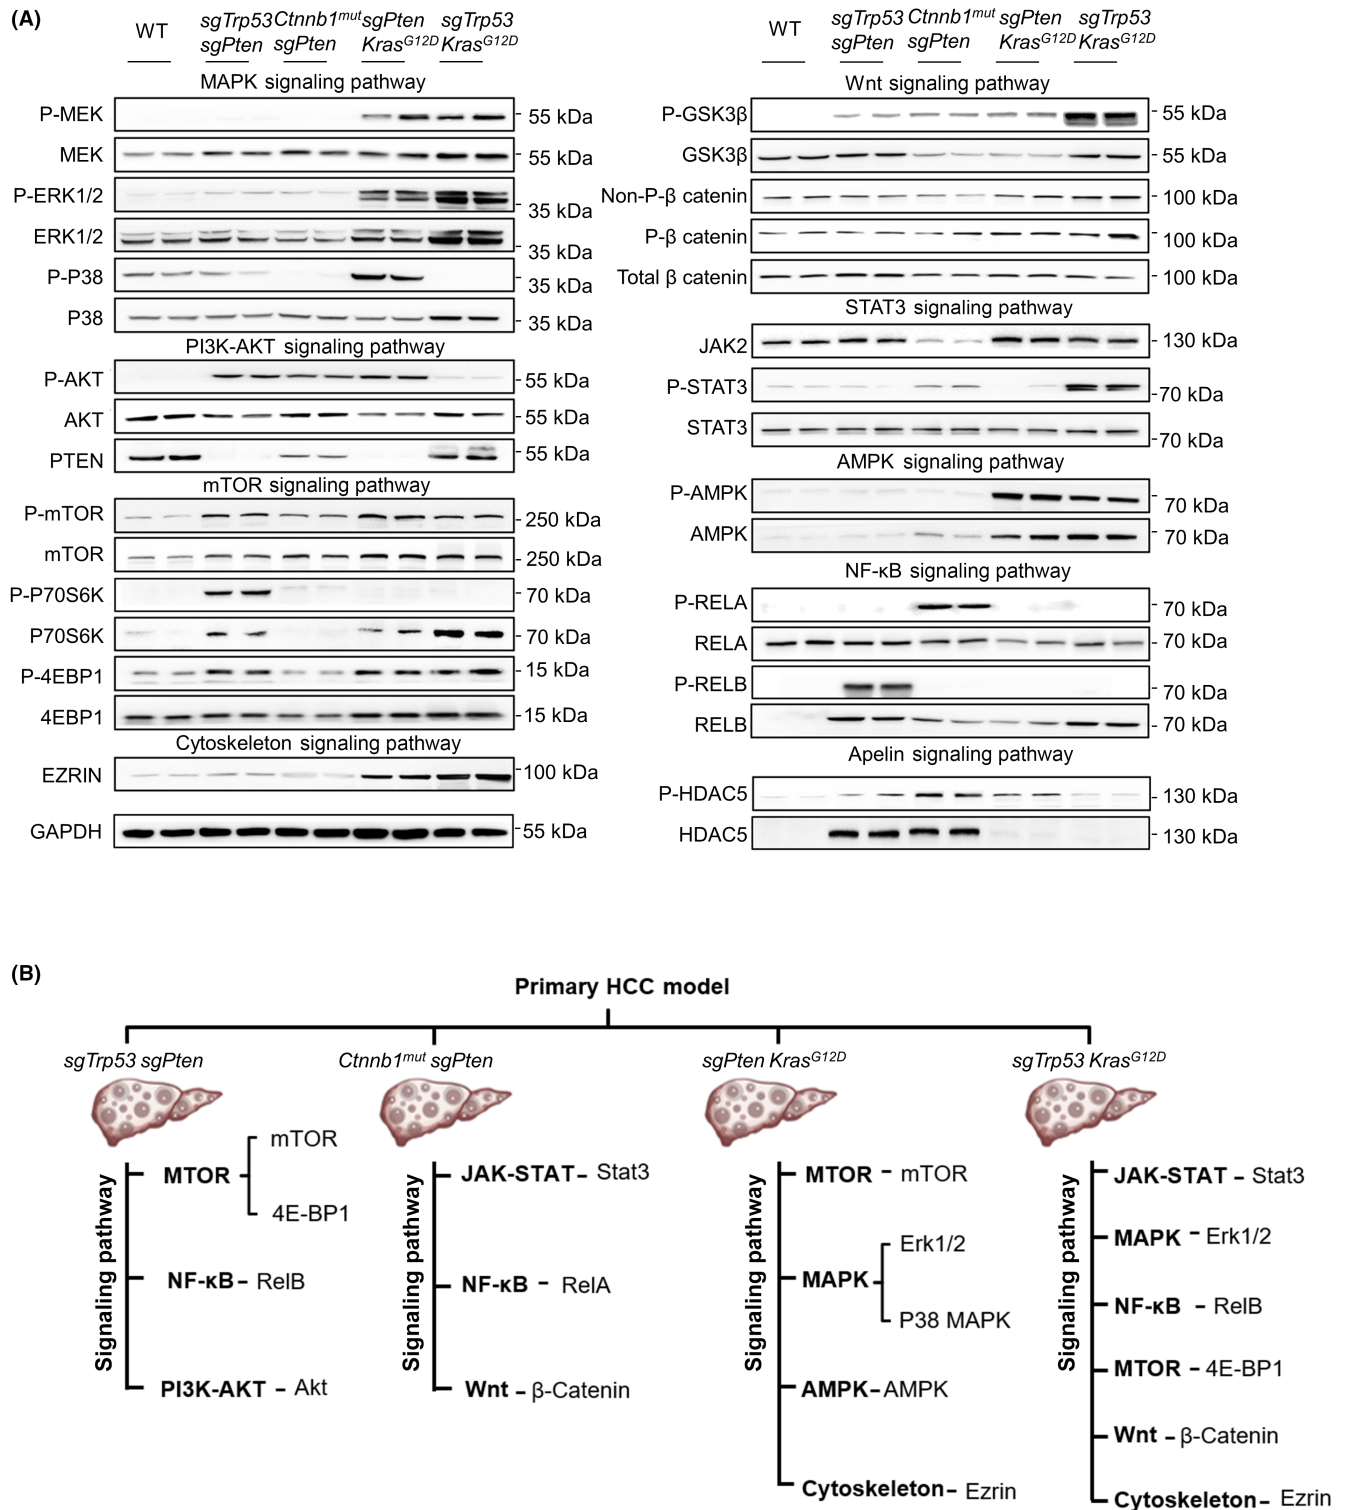 (A)
WT
sgTrp53 Ctnnb1mut sgPten sgTrp53
sgPten sgPten KrasG12D KrasG12D
MAPK signaling pathway
P-MEK 55 kDa
MEK 55 kDa
P-ERK1/2 35 kDa
ERK1/2 35 kDa
P-P38 35 kDa
P38 35 kDa
PI3K-AKT signaling pathway
P-AKT 55 kDa
AKT 55 kDa
PTEN 55 kDa
mTOR signaling pathway
P-mTOR 250 kDa
mTOR 250 kDa
P-P70S6K 70 kDa
P70S6K 70 kDa
P-4EBP1 15 kDa
4EBP1 15 kDa
Cytoskeleton signaling pathway
EZRIN 100 kDa
GAPDH 55 kDa
WT
sgTrp53 Ctnnb1mut sgPten sgTrp53
sgPten sgPten KrasG12D KrasG12D
Wnt signaling pathway
P-GSK3β 55 kDa
GSK3β 55 kDa
Non-P-β catenin 100 kDa
P-β catenin 100 kDa
Total β catenin 100 kDa
STAT3 signaling pathway
JAK2 130 kDa
P-STAT3 70 kDa
STAT3 70 kDa
AMPK signaling pathway
P-AMPK 70 kDa
AMPK 70 kDa
NF-κB signaling pathway
P-RELA 70 kDa
RELA 70 kDa
P-RELB 70 kDa
RELB 70 kDa
Apelin signaling pathway
P-HDAC5 130 kDa
HDAC5 130 kDa
(B)
Primary HCC model
sgTrp53 sgPten
Signaling pathway
MTOR
mTOR
4E-BP1
NF-κB – RelB
PI3K-AKT – Akt
Ctnnb1mut sgPten
Signaling pathway
JAK-STAT – Stat3
NF-κB – RelA
Wnt – β-Catenin
sgPten KrasG12D
Signaling pathway
MTOR – mTOR
MAPK
Erk1/2
P38 MAPK
AMPK – AMPK
Cytoskeleton – Ezrin
sgTrp53 KrasG12D
Signaling pathway
JAK-STAT – Stat3
MAPK – Erk1/2
NF-κB – RelB
MTOR – 4E-BP1
Wnt – β-Catenin
Cytoskeleton – Ezrin